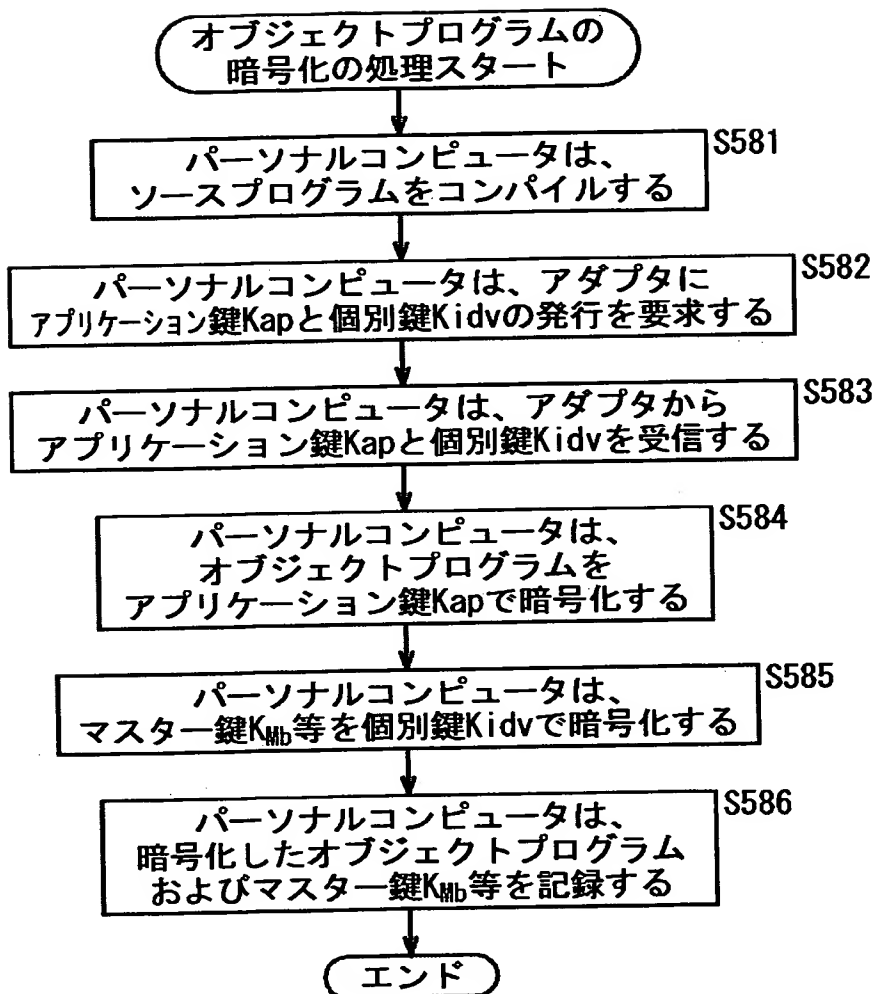 オブジェクトプログラムの
暗号化の処理スタート
S581
パーソナルコンピュータは、
ソースプログラムをコンパイルする
S582
パーソナルコンピュータは、アダプタに
アプリケーション鍵Kapと個別鍵Kidvの発行を要求する
S583
パーソナルコンピュータは、アダプタから
アプリケーション鍵Kapと個別鍵Kidvを受信する
S584
パーソナルコンピュータは、
オブジェクトプログラムを
アプリケーション鍵Kapで暗号化する
S585
パーソナルコンピュータは、
マスター鍵KMb等を個別鍵Kidvで暗号化する
S586
パーソナルコンピュータは、
暗号化したオブジェクトプログラム
およびマスター鍵KMb等を記録する
エンド